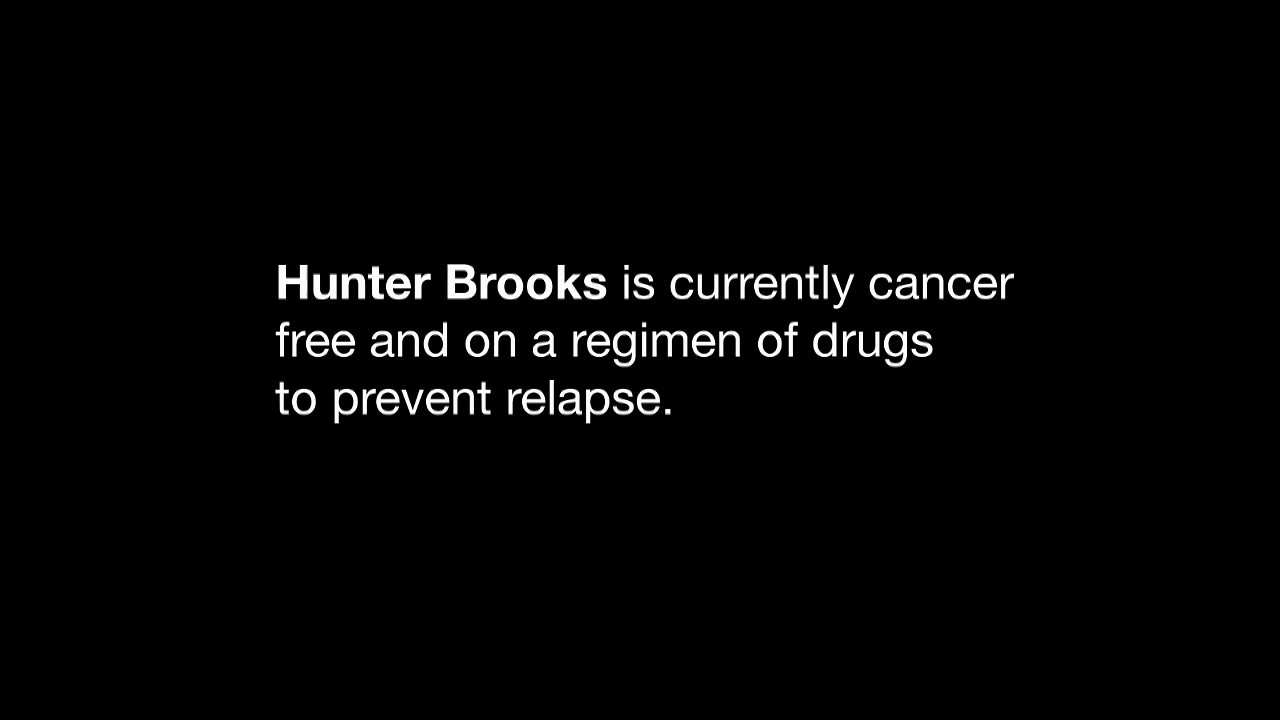 Hunter Brooks is currently cancer
free and on a regimen of drugs
to prevent relapse.